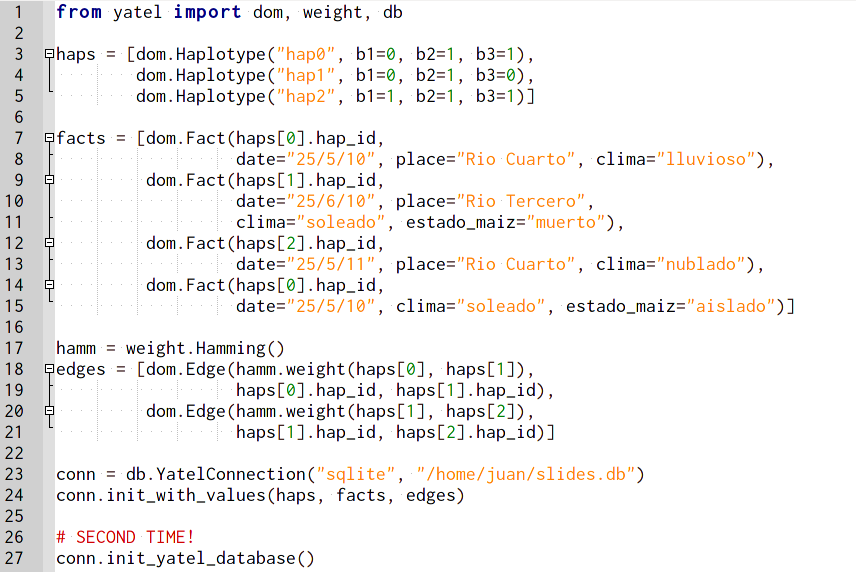 1 from yatel import dom, weight, db
2
3 haps = [dom.Haplotype("hap0", b1=0, b2=1, b3=1),
4         dom.Haplotype("hap1", b1=0, b2=1, b3=0),
5         dom.Haplotype("hap2", b1=1, b2=1, b3=1)]
6
7 facts = [dom.Fact(haps[0].hap_id,
8                   date="25/5/10", place="Rio Cuarto", clima="lluvioso"),
9          dom.Fact(haps[1].hap_id,
10                   date="25/6/10", place="Rio Tercero",
11                   clima="soleado", estado_maiz="muerto"),
12          dom.Fact(haps[2].hap_id,
13                   date="25/5/11", place="Rio Cuarto", clima="nublado"),
14          dom.Fact(haps[0].hap_id,
15                   date="25/5/10", clima="soleado", estado_maiz="aislado")]
16
17 hamm = weight.Hamming()
18 edges = [dom.Edge(hamm.weight(haps[0], haps[1]),
19                   haps[0].hap_id, haps[1].hap_id),
20          dom.Edge(hamm.weight(haps[1], haps[2]),
21                   haps[1].hap_id, haps[2].hap_id)]
22
23 conn = db.YatelConnection("sqlite", "/home/juan/slides.db")
24 conn.init_with_values(haps, facts, edges)
25
26 # SECOND TIME!
27 conn.init_yatel_database()